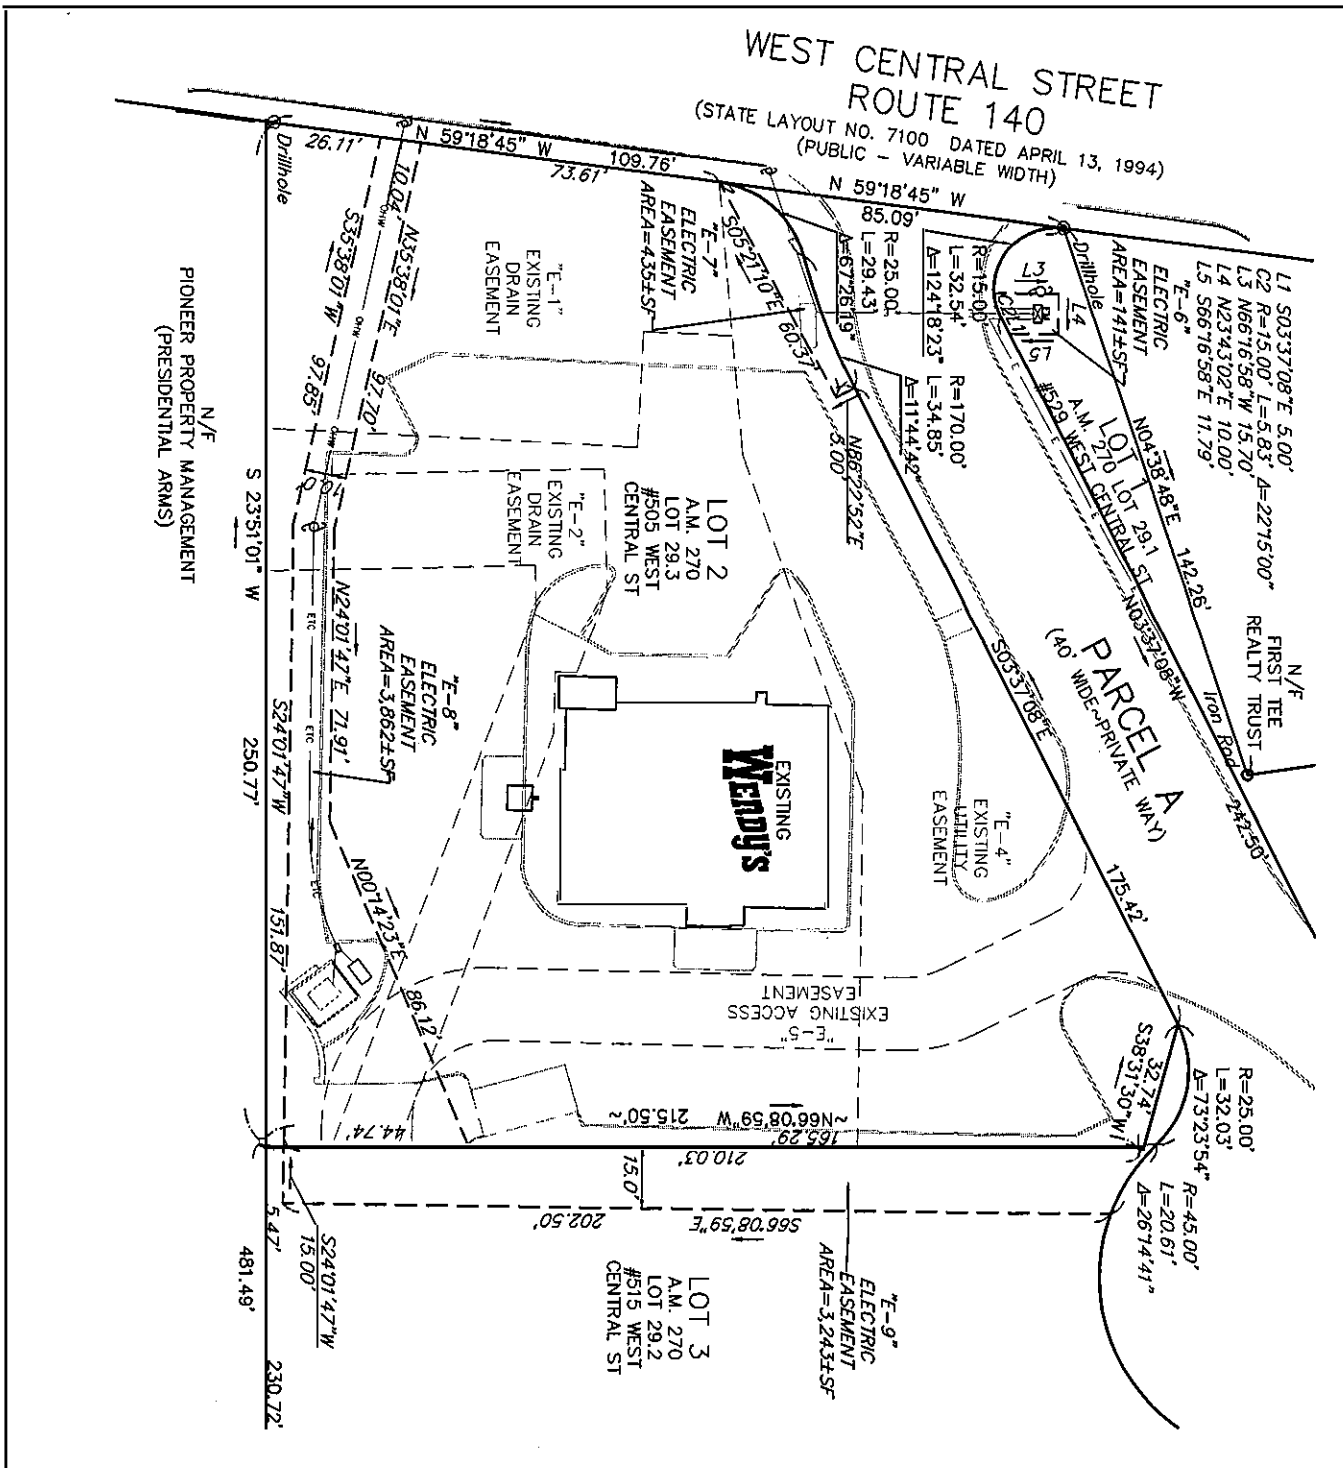 WEST CENTRAL STREET
ROUTE 140
(STATE LAYOUT NO. 7100 DATED APRIL 13, 1994)
(PUBLIC - VARIABLE WIDTH)
N 59°18'45" W
109.76'
26.11'
73.61'
Drillhole
N 59°18'45" W
85.09'
Drillhole
L1 S03°37'08"E 5.00'
C2 R=15.00' L=5.83' Δ=22°15'00"
L3 N66°16'58"W 15.70'
L4 N23°43'02"E 10.00'
L5 S66°16'58"E 11.79'
"E-6"
ELECTRIC
EASEMENT
AREA=141±SF
L3
L4
L5
C2
L1
R=15.00'
L=32.54'
Δ=124°18'23"
R=25.00'
L=29.43'
Δ=67°26'19"
R=170.00'
L=34.85'
Δ=11°44'42"
"E-7"
ELECTRIC
EASEMENT
AREA=435±SF
S05°21'10"E
60.37'
N86°22'52"E
5.00'
"E-1"
EXISTING
DRAIN
EASEMENT
10.04'
N35°38'01"E
97.70'
S35°38'01"W
97.85'
OHW
OHW
OHW
10.0'
N/F
PIONEER PROPERTY MANAGEMENT
(PRESIDENTIAL ARMS)
LOT 1
A.M. 270 LOT 29.1
#529 WEST CENTRAL ST
N04°38'48"E
142.26'
E
E
N/F
FIRST TEE
REALTY TRUST
Iron Rod
N03°37'08"W
242.50'
PARCEL A
(40' WIDE~PRIVATE WAY)
S03°37'08"E
175.42'
LOT 2
A.M. 270
LOT 29.3
#505 WEST
CENTRAL ST
"E-2"
EXISTING
DRAIN
EASEMENT
S 23°51'01" W
250.77'
N24°01'47"E 71.91'
S24°01'47"W
151.87'
ETC
ETC
ETC
"E-8"
ELECTRIC
EASEMENT
AREA=3,862±SF
EXISTING
WENDY'S
"E-4"
EXISTING
UTILITY
EASEMENT
N00°14'23"E
86.12'
"E-5"
EXISTING ACCESS
EASEMENT
S38°31'30"W
32.74'
R=25.00'
L=32.03'
Δ=73°23'54"
R=45.00'
L=20.61'
Δ=26°14'41"
~N66°08'59"W 215.50'~
165.29'
44.74'
210.03'
15.0'
S66°08'59"E
202.50'
S24°01'47"W
15.00'
5.47'
481.49'
230.72'
LOT 3
A.M. 270
LOT 29.2
#515 WEST
CENTRAL ST
"E-9"
ELECTRIC
EASEMENT
AREA=3,243±SF